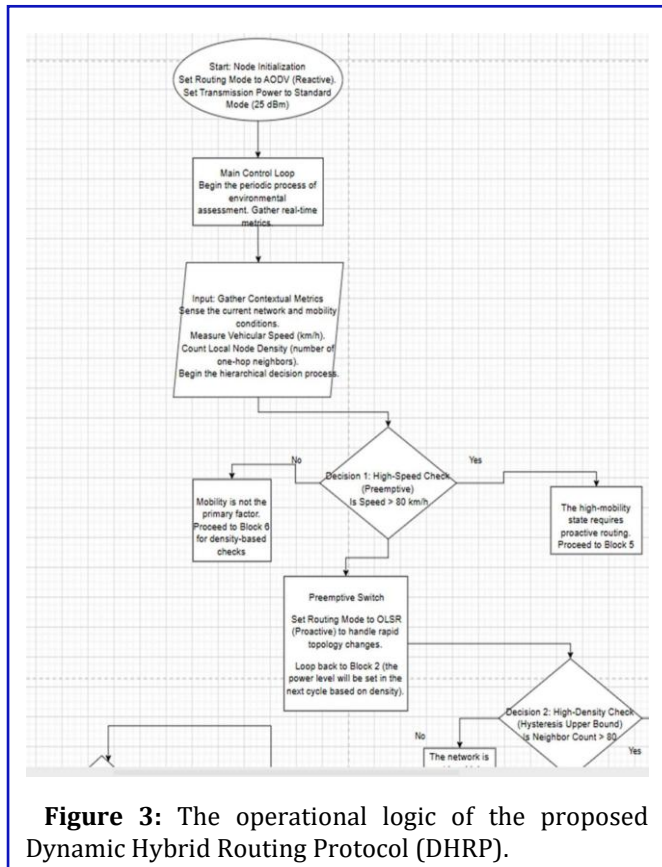 Start: Node Initialization
Set Routing Mode to AODV (Reactive).
Set Transmission Power to Standard
Mode (25 dBm)
Main Control Loop
Begin the periodic process of
environmental
assessment. Gather real-time
metrics.
Input: Gather Contextual Metrics
Sense the current network and mobility
conditions.
Measure Vehicular Speed (km/h).
Count Local Node Density (number of
one-hop neighbors).
Begin the hierarchical decision process.
No
Decision 1: High-Speed Check
(Preemptive)
Is Speed > 80 km/h
Yes
Mobility is not the
primary factor.
Proceed to Block 6
for density-based
checks
The high-mobility
state requires
proactive routing.
Proceed to Block 5
Preemptive Switch
Set Routing Mode to OLSR
(Proactive) to handle rapid
topology changes.
Loop back to Block 2 (the
power level will be set in the
next cycle based on density).
Decision 2: High-Density Check
(Hysteresis Upper Bound)
Is Neighbor Count > 80
No
Yes
The network is
Figure 3: The operational logic of the proposed
Dynamic Hybrid Routing Protocol (DHRP).